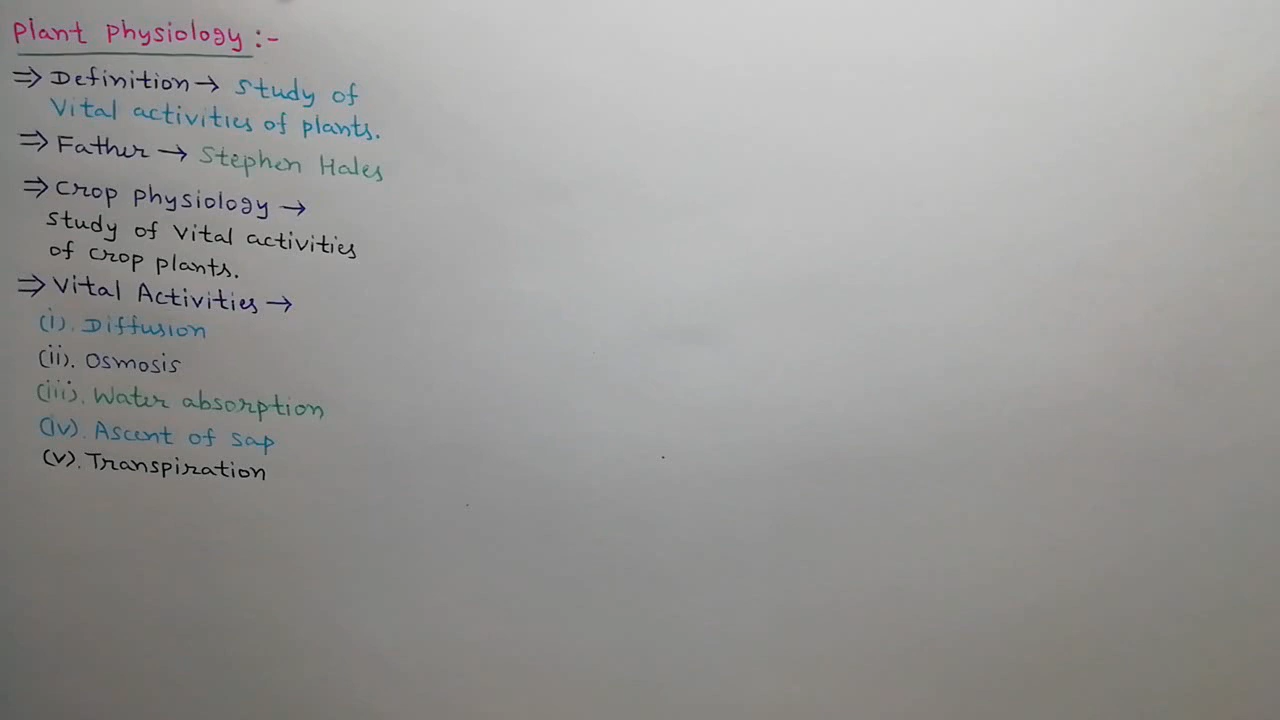 Plant Physiology :-
⇒ Definition → Study of
Vital activities of plants.
⇒ Father → Stephen Hales
⇒ Crop physiology →
Study of Vital activities
of crop plants.
⇒ Vital Activities →
(i). Diffusion
(ii). Osmosis
(iii). Water absorption
(iv). Ascent of sap
(v). Transpiration